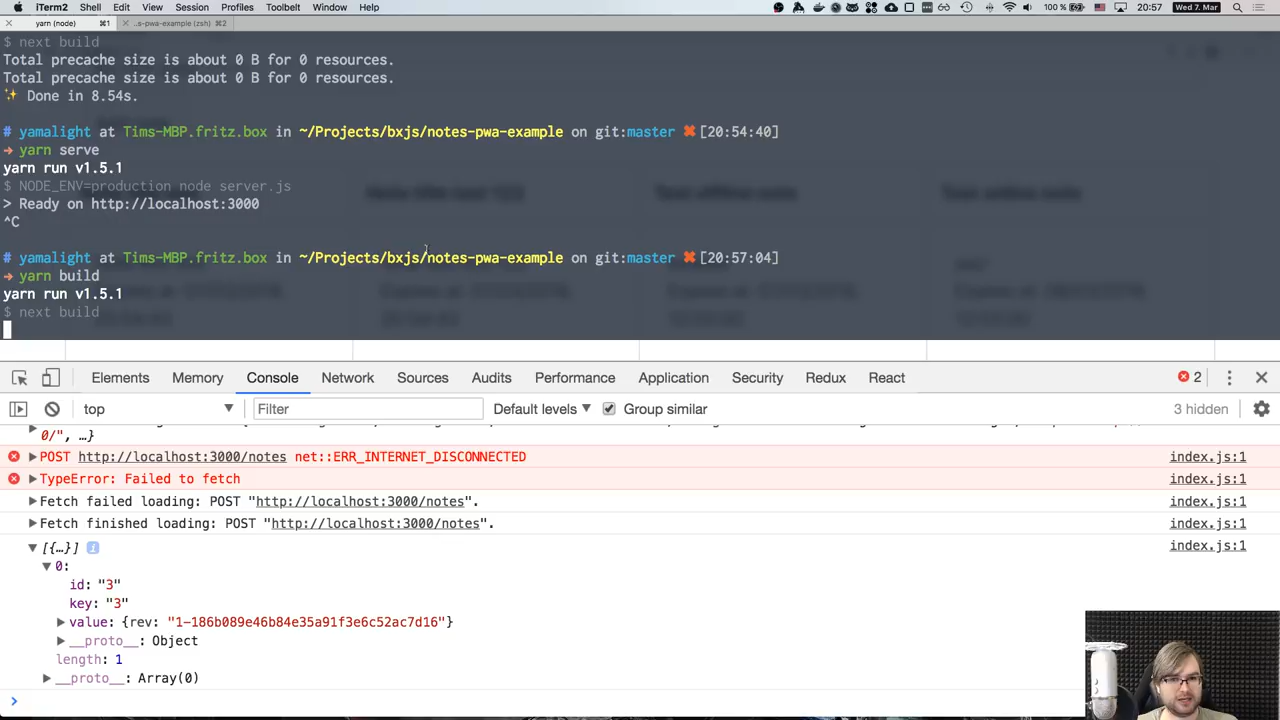 iTerm2 Shell Edit View Session Profiles Toolbelt Window Help 100 % 20:57 Wed 7. Mar
yarn (node) ⌘1 ..s-pwa-example (zsh) ⌘2
$ next build
Total precache size is about 0 B for 0 resources.
Total precache size is about 0 B for 0 resources.
✨ Done in 8.54s.
# yamalight at Tims-MBP.fritz.box in ~/Projects/bxjs/notes-pwa-example on git:master ✖ [20:54:40]
→ yarn serve
yarn run v1.5.1
$ NODE_ENV=production node server.js
> Ready on http://localhost:3000
^C
# yamalight at Tims-MBP.fritz.box in ~/Projects/bxjs/notes-pwa-example on git:master ✖ [20:57:04]
→ yarn build
yarn run v1.5.1
$ next build
Elements Memory Console Network Sources Audits Performance Application Security Redux React 2
top Filter Default levels Group similar 3 hidden
0/", …}
POST http://localhost:3000/notes net::ERR_INTERNET_DISCONNECTED index.js:1
TypeError: Failed to fetch index.js:1
Fetch failed loading: POST "http://localhost:3000/notes". index.js:1
Fetch finished loading: POST "http://localhost:3000/notes". index.js:1
[{…}] index.js:1
0:
id: "3"
key: "3"
value: {rev: "1-186b089e46b84e35a91f3e6c52ac7d16"}
__proto__: Object
length: 1
__proto__: Array(0)
>